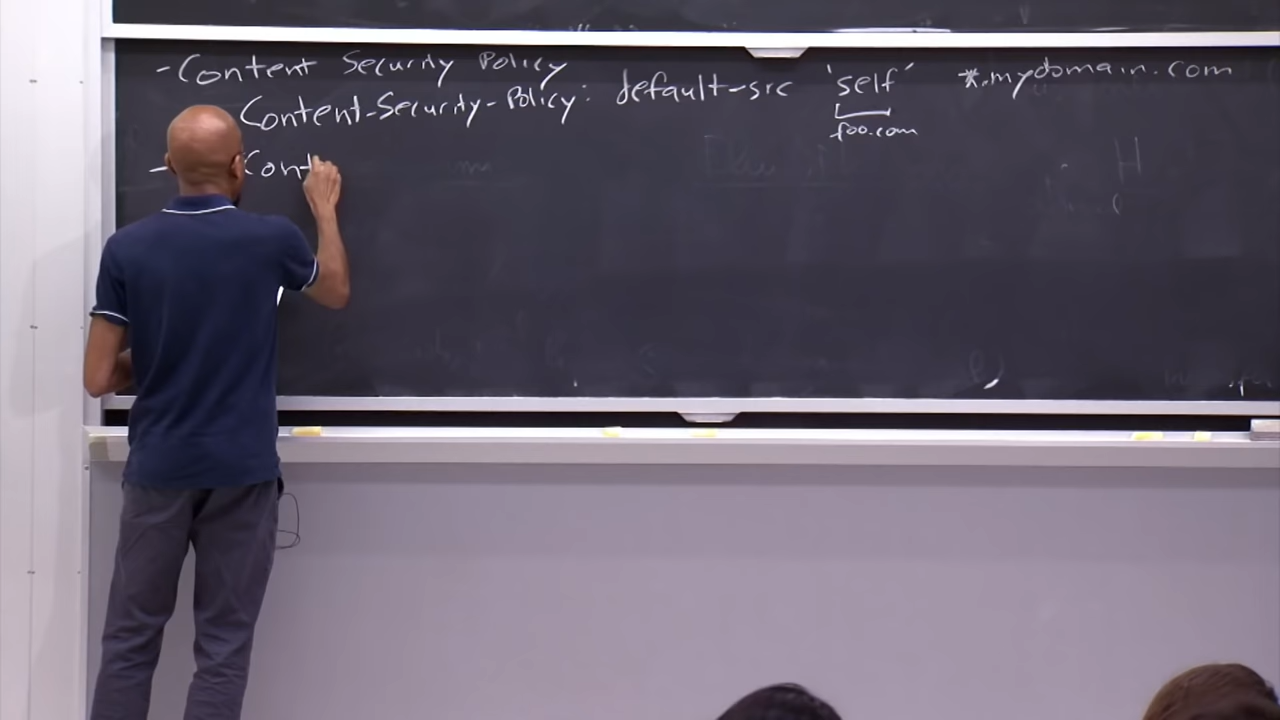 - Content Security Policy
Content-Security-Policy: default-src 'self' *.mydomain.com
foo.com
- Cont